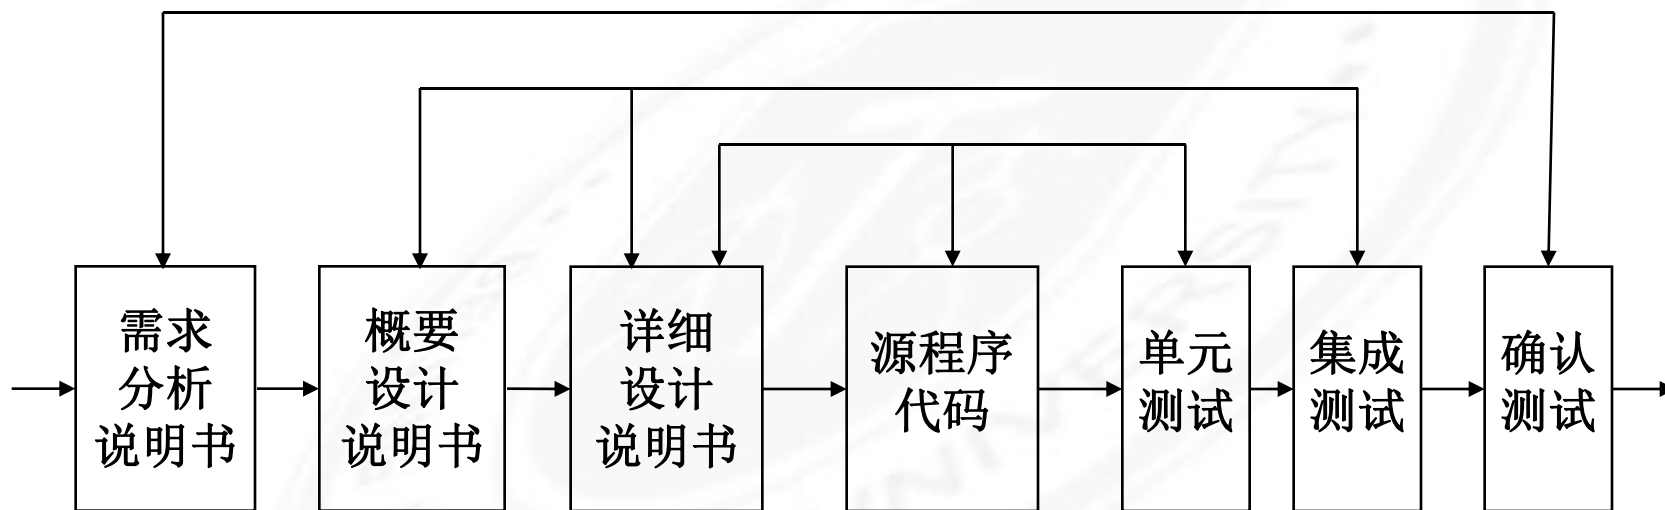 需求
分析
说明书
概要
设计
说明书
详细
设计
说明书
源程序
代码
单元
测试
集成
测试
确认
测试